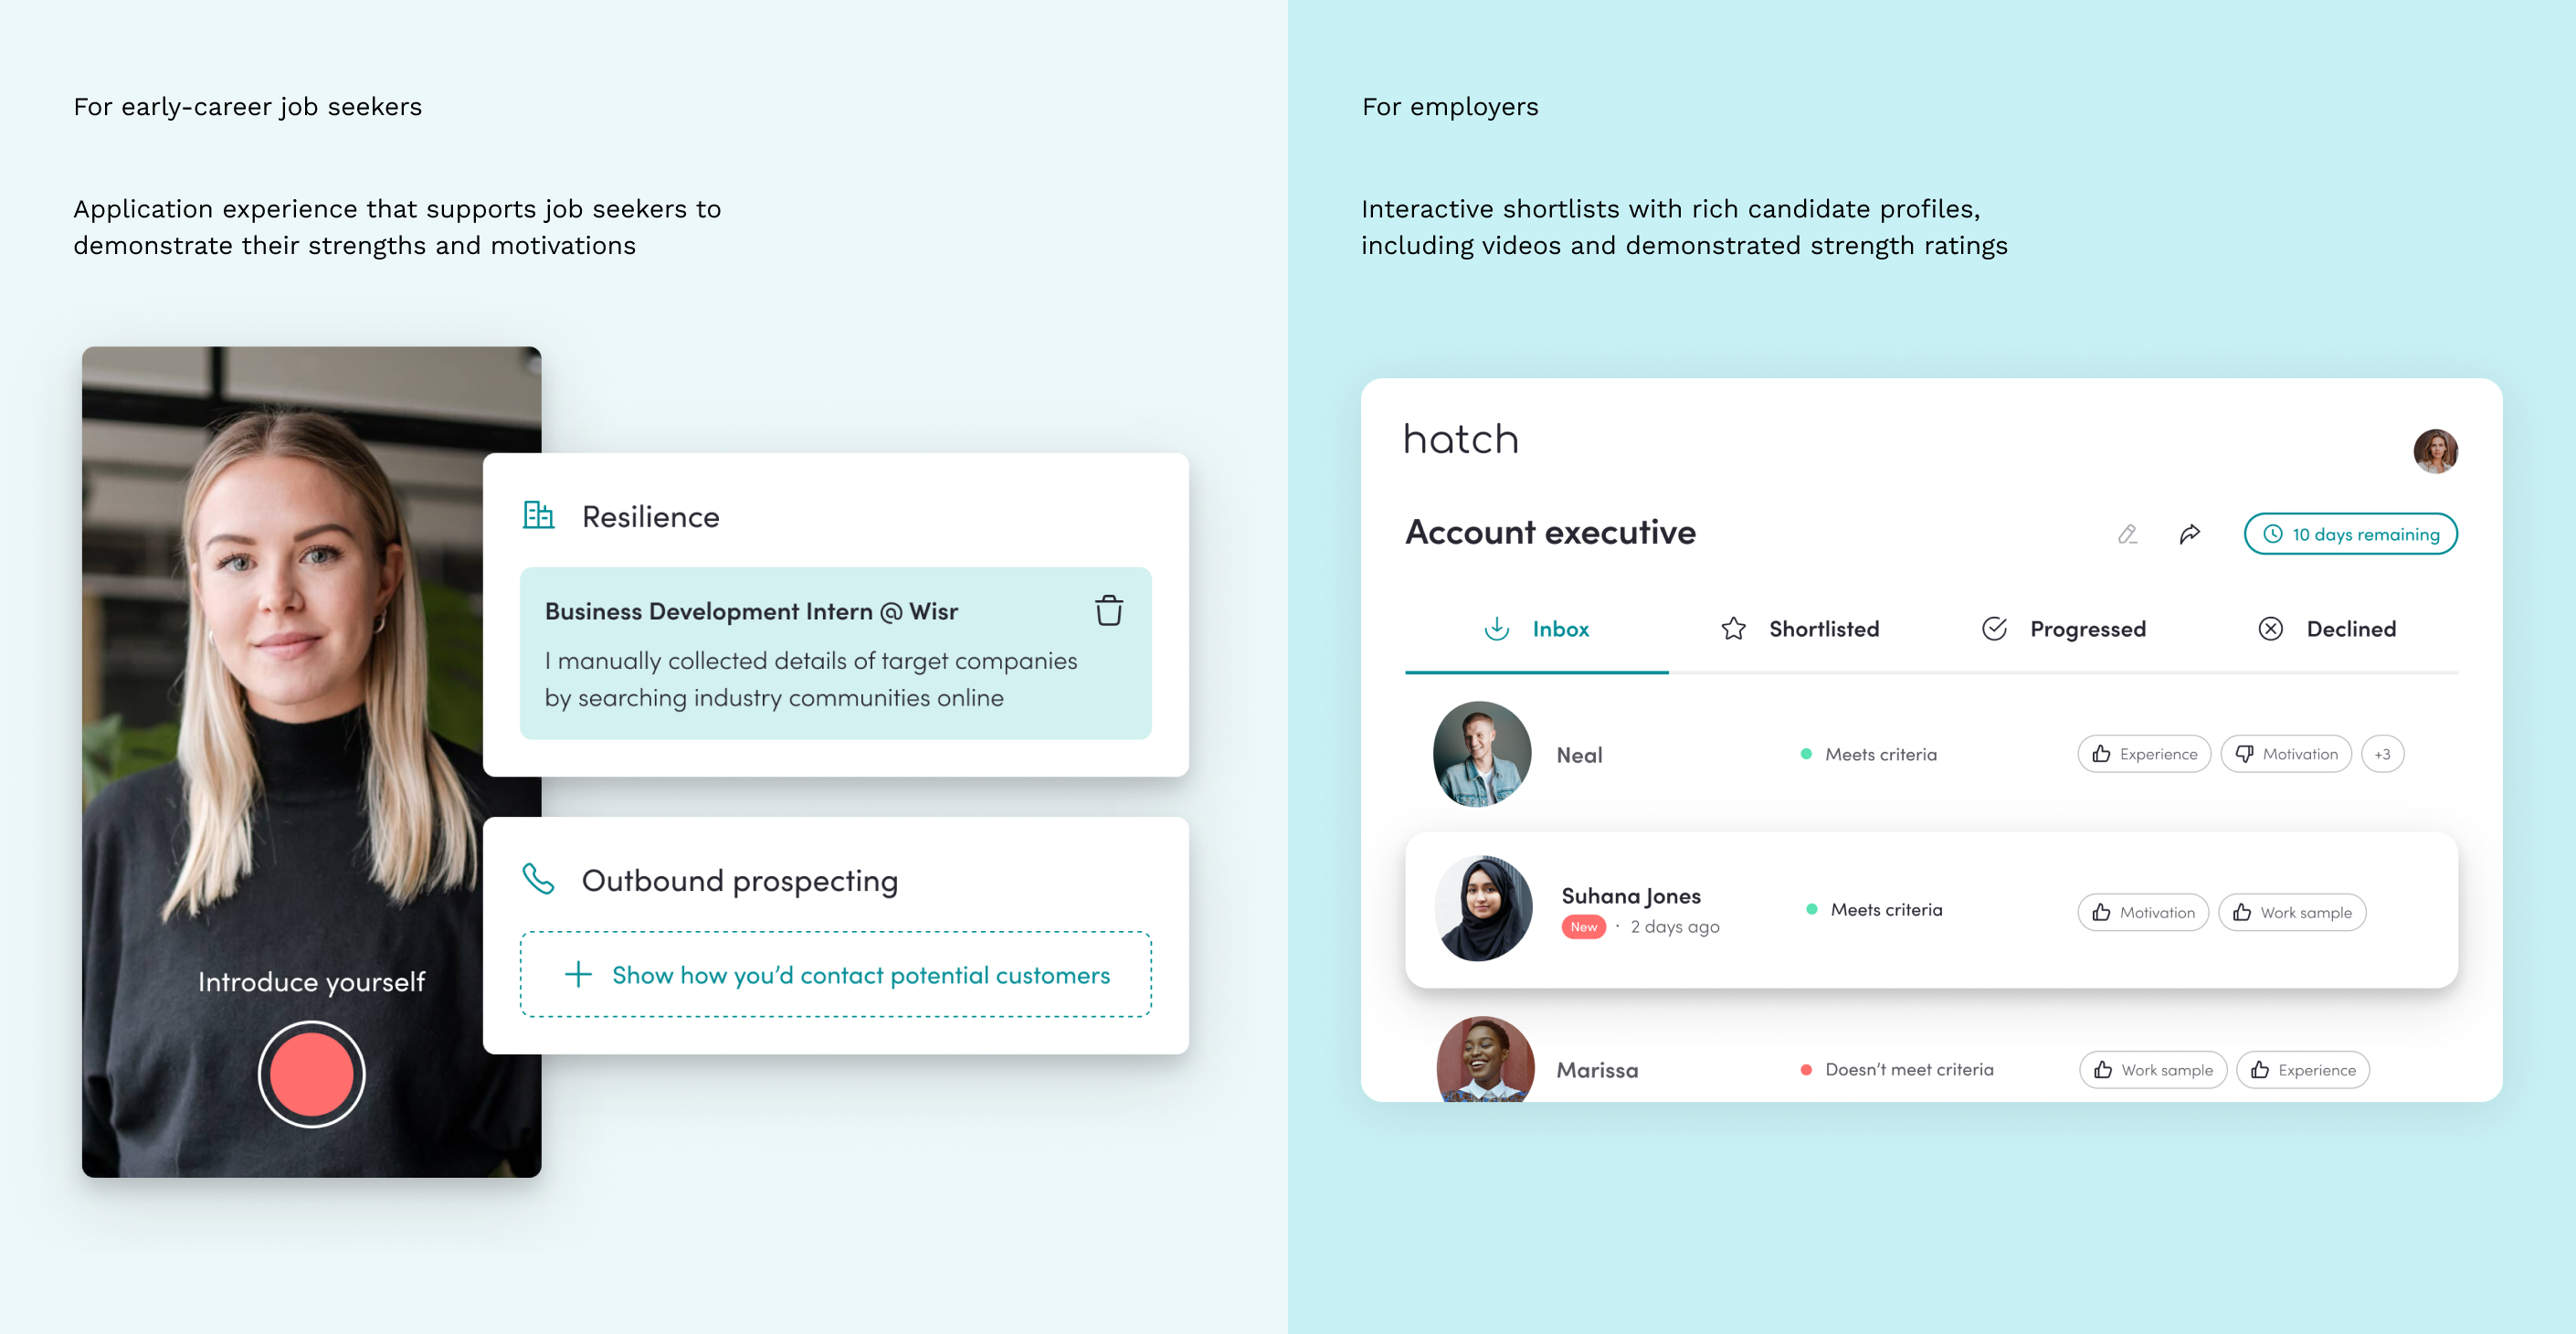 For early-career job seekers
Application experience that supports job seekers to
demonstrate their strengths and motivations
Introduce yourself
Resilience
Business Development Intern @ Wisr
I manually collected details of target companies
by searching industry communities online
Outbound prospecting
Show how you’d contact potential customers
For employers
Interactive shortlists with rich candidate profiles,
including videos and demonstrated strength ratings
hatch
Account executive
10 days remaining
Inbox Shortlisted Progressed Declined
Neal Meets criteria Experience Motivation +3
Suhana Jones
New · 2 days ago
Meets criteria Motivation Work sample
Marissa Doesn’t meet criteria Work sample Experience